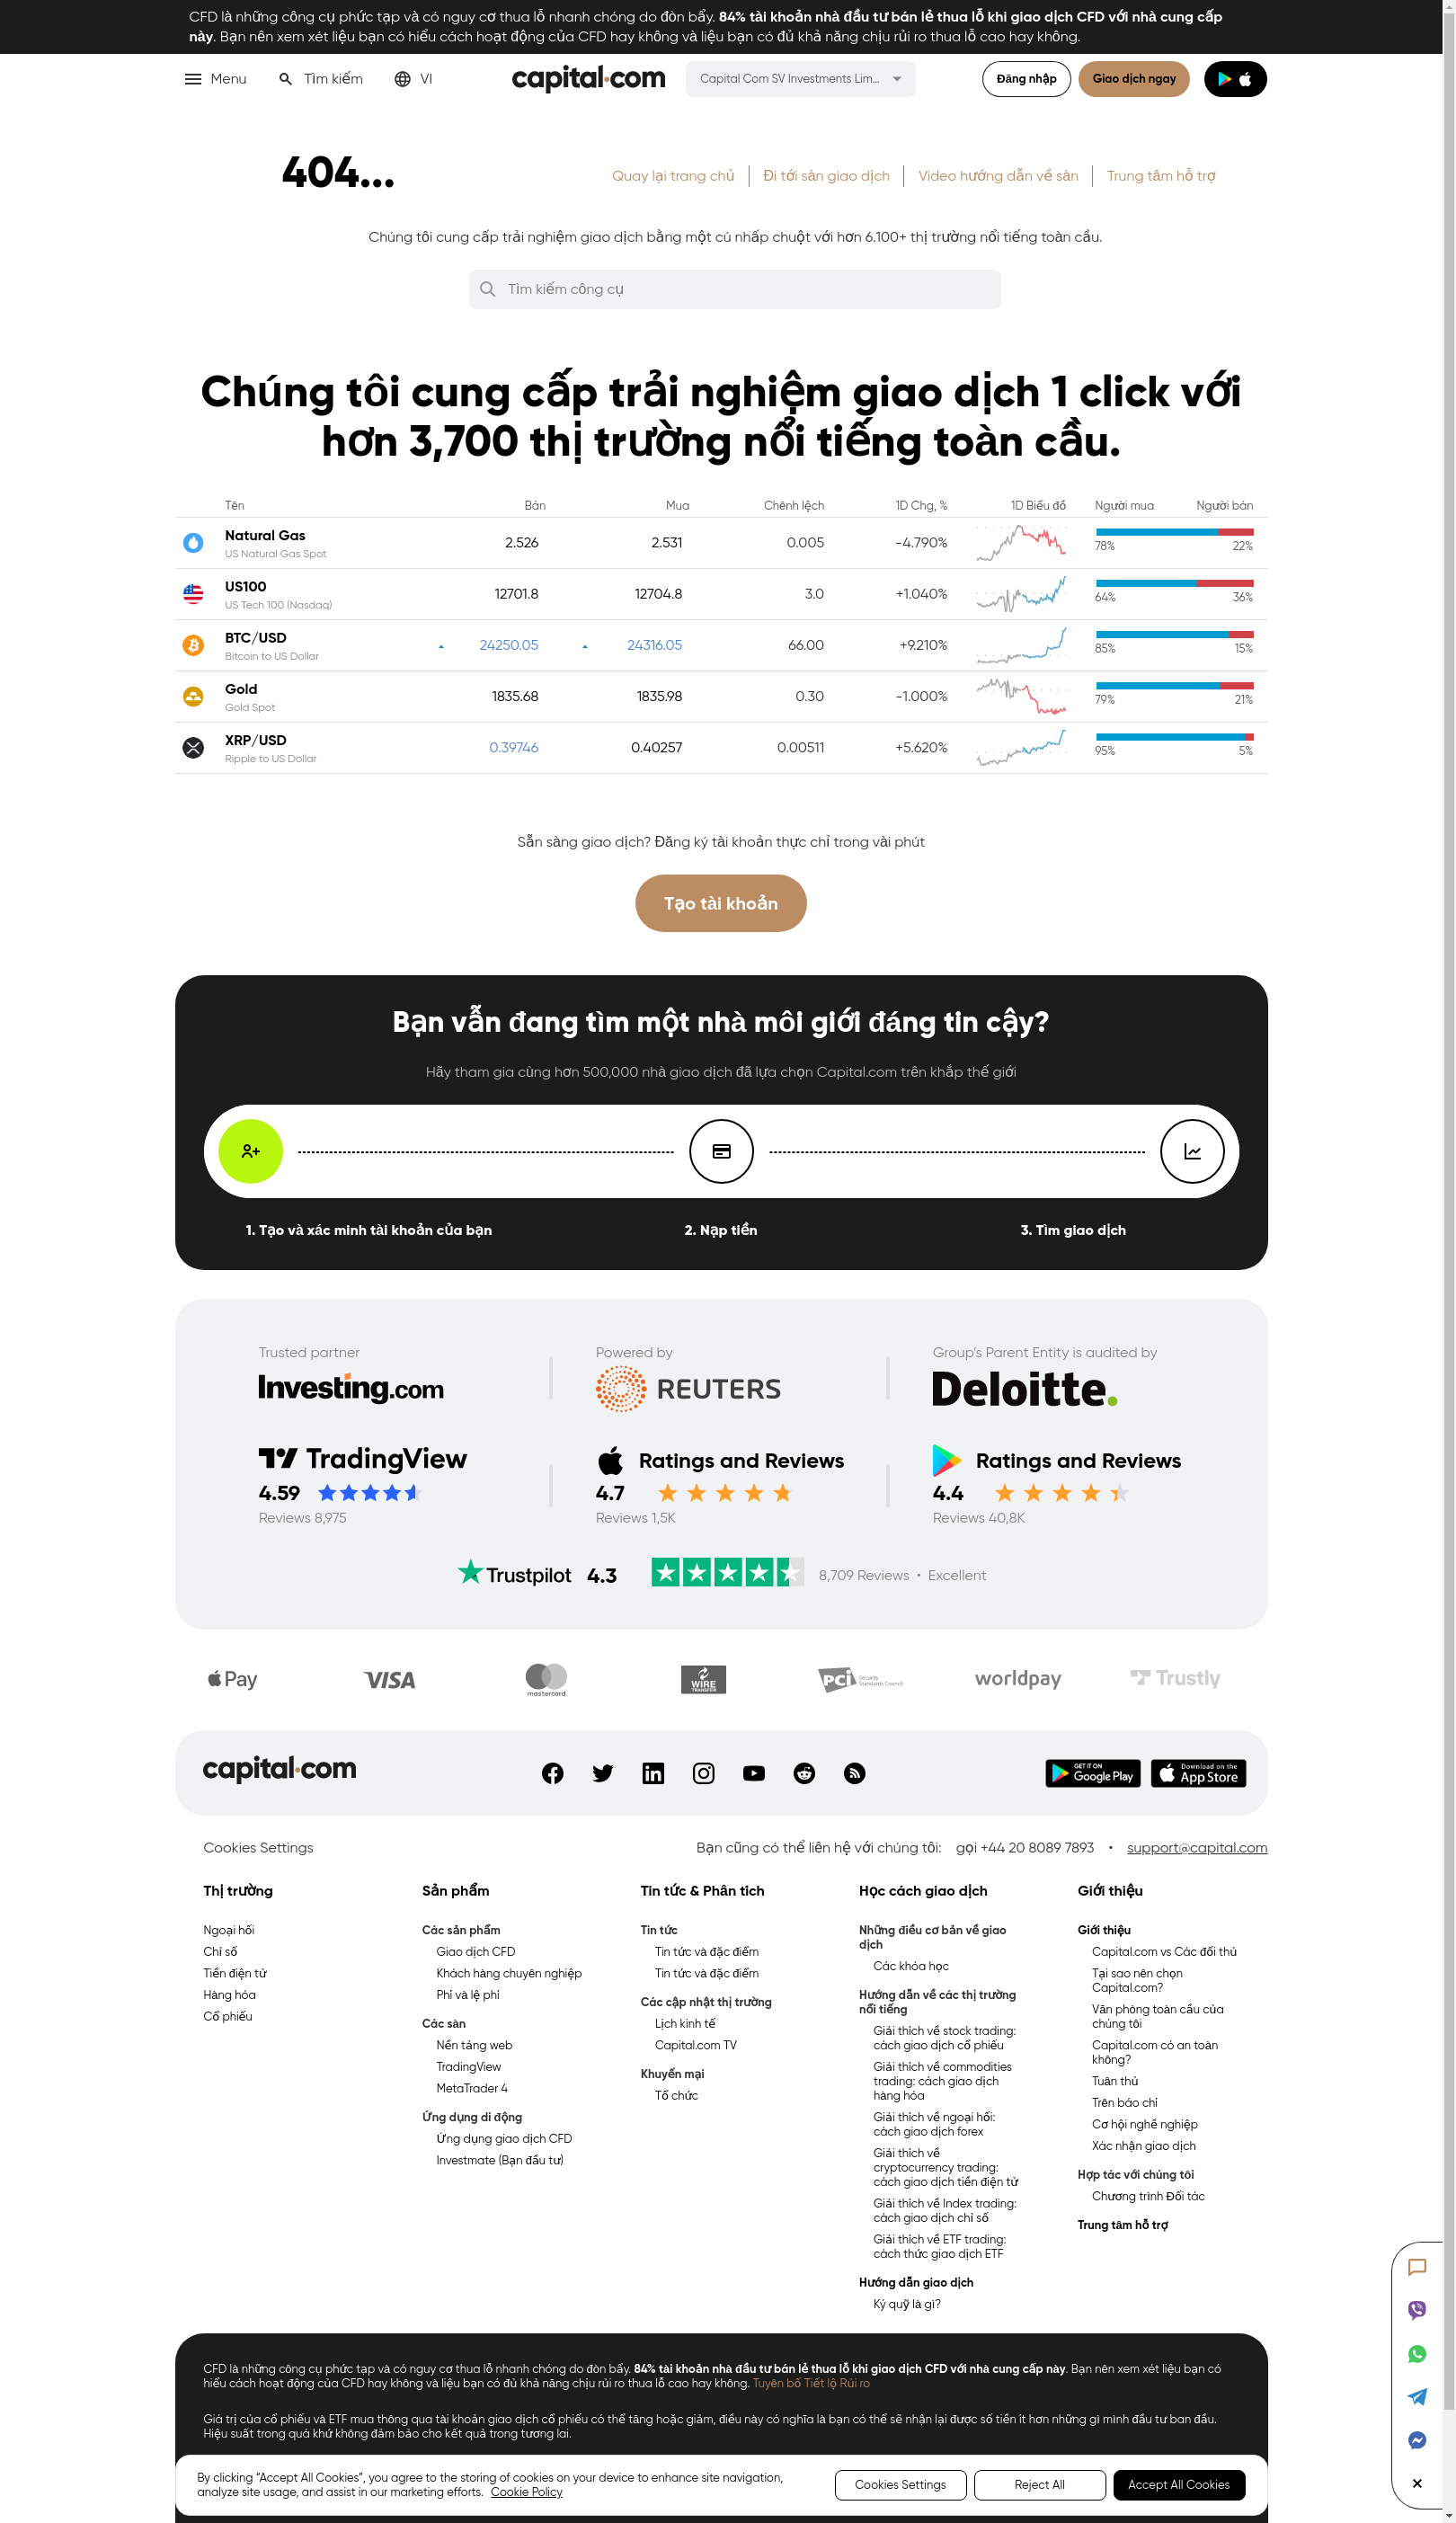 CFD là những công cụ phức tạp và có nguy cơ thua lỗ nhanh chóng do đòn bẩy. 84% tài khoản nhà đầu tư bán lẻ thua lỗ khi giao dịch CFD với nhà cung cấp
này. Bạn nên xem xét liệu bạn có hiểu cách hoạt động của CFD hay không và liệu bạn có đủ khả năng chịu rủi ro thua lỗ cao hay không.
Menu Tìm kiếm VI capital.com Capital Com SV Investments Lim... Đăng nhập Giao dịch ngay
404...
Quay lại trang chủ Đi tới sàn giao dịch Video hướng dẫn về sàn Trung tâm hỗ trợ
Chúng tôi cung cấp trải nghiệm giao dịch bằng một cú nhấp chuột với hơn 6.100+ thị trường nổi tiếng toàn cầu.
Tìm kiếm công cụ
Chúng tôi cung cấp trải nghiệm giao dịch 1 click với
hơn 3,700 thị trường nổi tiếng toàn cầu.
Tên Bán Mua Chênh lệch 1D Chg, % 1D Biểu đồ Người mua Người bán
Natural Gas 2.526 2.531 0.005 -4.790%
US Natural Gas Spot 78% 22%
US100 12701.8 12704.8 3.0 +1.040%
US Tech 100 (Nasdaq) 64% 36%
BTC/USD 24250.05 24316.05 66.00 +9.210%
Bitcoin to US Dollar 85% 15%
Gold 1835.68 1835.98 0.30 -1.000%
Gold Spot 79% 21%
XRP/USD 0.39746 0.40257 0.00511 +5.620%
Ripple to US Dollar 95% 5%
Sẵn sàng giao dịch? Đăng ký tài khoản thực chỉ trong vài phút
Tạo tài khoản
Bạn vẫn đang tìm một nhà môi giới đáng tin cậy?
Hãy tham gia cùng hơn 500,000 nhà giao dịch đã lựa chọn Capital.com trên khắp thế giới
1. Tạo và xác minh tài khoản của bạn 2. Nạp tiền 3. Tìm giao dịch
Trusted partner Powered by Group's Parent Entity is audited by
Investing.com REUTERS Deloitte.
TradingView Ratings and Reviews Ratings and Reviews
4.59 4.7 4.4
Reviews 8,975 Reviews 1,5K Reviews 40,8K
Trustpilot 4.3 8,709 Reviews • Excellent
Pay VISA mastercard WIRE TRANSFER PCI Security Standards Council worldpay Trustly
capital.com GET IT ON Google Play Download on the App Store
Cookies Settings Bạn cũng có thể liên hệ với chúng tôi: gọi +44 20 8089 7893 • support@capital.com
Thị trường
Ngoại hối
Chỉ số
Tiền điện tử
Hàng hóa
Cổ phiếu
Sản phẩm
Các sản phẩm
Giao dịch CFD
Khách hàng chuyên nghiệp
Phí và lệ phí
Các sàn
Nền tảng web
TradingView
MetaTrader 4
Ứng dụng di động
Ứng dụng giao dịch CFD
Investmate (Bạn đầu tư)
Tin tức & Phân tích
Tin tức
Tin tức và đặc điểm
Tin tức và đặc điểm
Các cập nhật thị trường
Lịch kinh tế
Capital.com TV
Khuyến mại
Tổ chức
Học cách giao dịch
Những điều cơ bản về giao
dịch
Các khóa học
Hướng dẫn về các thị trường
nổi tiếng
Giải thích về stock trading:
cách giao dịch cổ phiếu
Giải thích về commodities
trading: cách giao dịch
hàng hóa
Giải thích về ngoại hối:
cách giao dịch forex
Giải thích về
cryptocurrency trading:
cách giao dịch tiền điện tử
Giải thích về Index trading:
cách giao dịch chỉ số
Giải thích về ETF trading:
cách thức giao dịch ETF
Hướng dẫn giao dịch
Ký quỹ là gì?
Giới thiệu
Giới thiệu
Capital.com vs Các đối thủ
Tại sao nên chọn
Capital.com?
Văn phòng toàn cầu của
chúng tôi
Capital.com có an toàn
không?
Tuân thủ
Trên báo chí
Cơ hội nghề nghiệp
Xác nhận giao dịch
Hợp tác với chúng tôi
Chương trình Đối tác
Trung tâm hỗ trợ
CFD là những công cụ phức tạp và có nguy cơ thua lỗ nhanh chóng do đòn bẩy. 84% tài khoản nhà đầu tư bán lẻ thua lỗ khi giao dịch CFD với nhà cung cấp này. Bạn nên xem xét liệu bạn có
hiểu cách hoạt động của CFD hay không và liệu bạn có đủ khả năng chịu rủi ro thua lỗ cao hay không. Tuyên bố Tiết lộ Rủi ro
Giá trị của cổ phiếu và ETF mua thông qua tài khoản giao dịch cổ phiếu có thể tăng hoặc giảm, điều này có nghĩa là bạn có thể sẽ nhận lại được số tiền ít hơn những gì mình đầu tư ban đầu.
Hiệu suất trong quá khứ không đảm bảo cho kết quả trong tương lai.
By clicking “Accept All Cookies”, you agree to the storing of cookies on your device to enhance site navigation,
analyze site usage, and assist in our marketing efforts. Cookie Policy
Cookies Settings Reject All Accept All Cookies